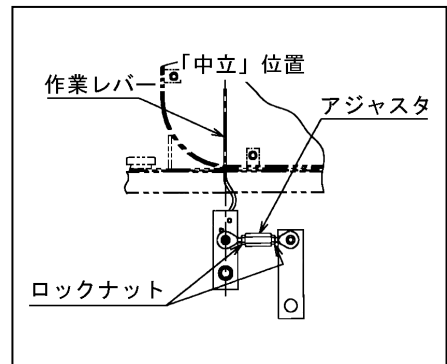 「中立」位置
作業レバー
アジャスタ
ロックナット